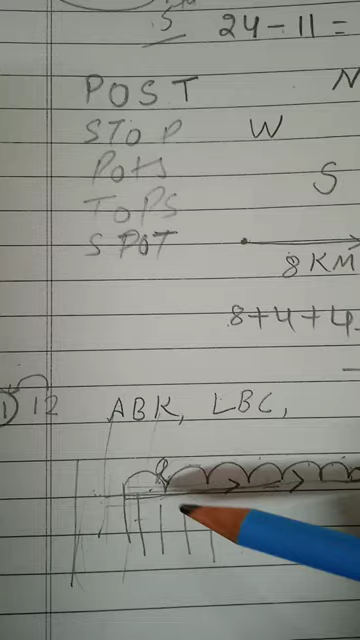 24-11=
POST
N
STOP
W
POTS
S
TOPS
SPOT
8 KM
8+4+4
1) 12
ABK, LBC,